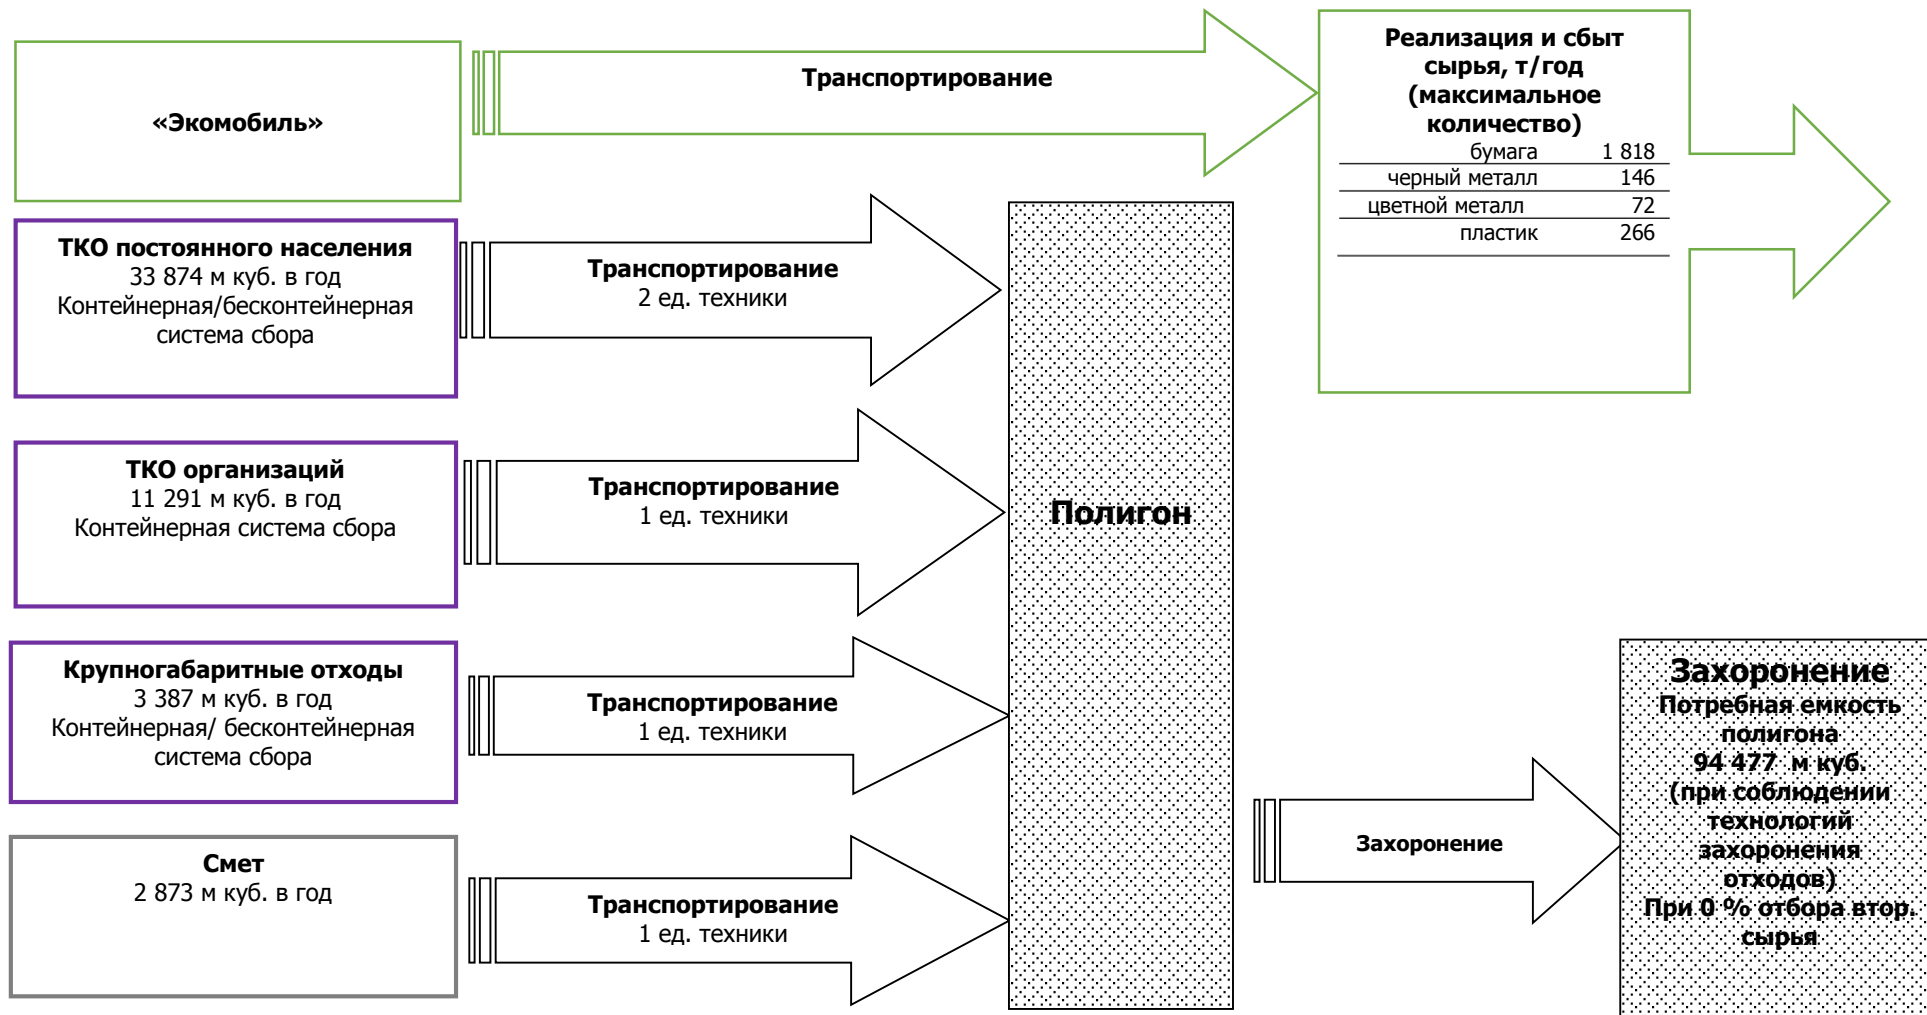 «Экомобиль»
Транспортирование
Реализация и сбыт
сырья, т/год
(максимальное
количество)
бумага 1 818
черный металл 146
цветной металл 72
пластик 266
ТКО постоянного населения
33 874 м куб. в год
Контейнерная/бесконтейнерная
система сбора
Транспортирование
2 ед. техники
ТКО организаций
11 291 м куб. в год
Контейнерная система сбора
Транспортирование
1 ед. техники
Полигон
Крупногабаритные отходы
3 387 м куб. в год
Контейнерная/ бесконтейнерная
система сбора
Транспортирование
1 ед. техники
Смет
2 873 м куб. в год
Транспортирование
1 ед. техники
Захоронение
Захоронение
Потребная емкость
полигона
94 477 м куб.
(при соблюдении
технологий
захоронения
отходов)
При 0 % отбора втор.
сырья